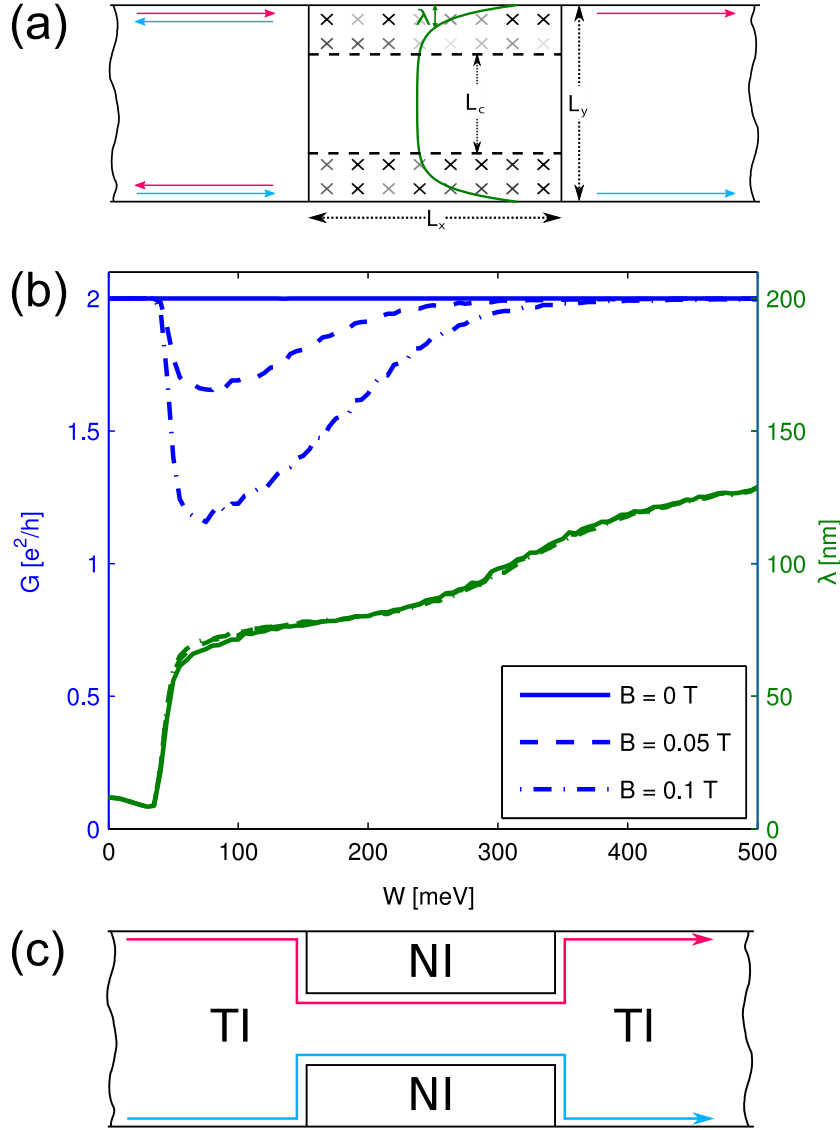 (a)
λ
L_c
L_y
L_x
(b)
2
1.5
1
0.5
0
G [e²/h]
200
150
100
50
0
λ [nm]
B = 0 T
B = 0.05 T
B = 0.1 T
0 100 200 300 400 500
W [meV]
(c)
NI
TI TI
NI